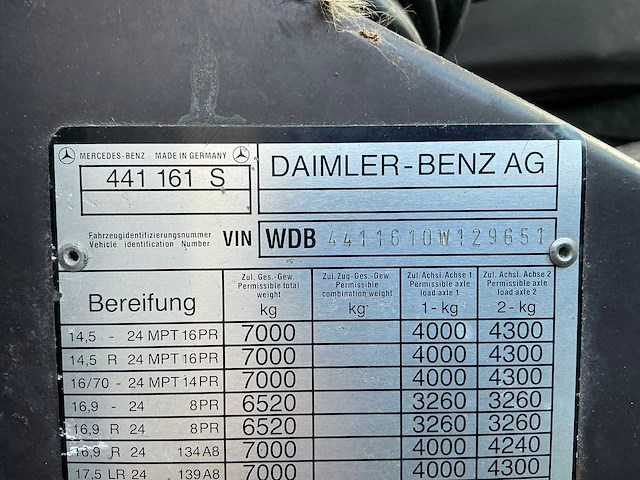 MERCEDES-BENZ MADE IN GERMANY
441 161 S
DAIMLER-BENZ AG
Fahrzeugidentifizierungsnummer
Vehicle identification Number
VIN WDB 4411610W129651
Bereifung
Zul. Ges.-Gew.
Permissible total
weight
kg
Zul. Zug-Ges.-Gew.
Permissible
combination weight
kg
Zul. Achsl. Achse 1
Permissible axle
load axle 1
1 - kg
Zul. Achsl. Achse 2
Permissible axle
load axle 2
2 - kg
14,5 - 24 MPT 16PR 7000 4000 4300
14,5 R 24 MPT 16PR 7000 4000 4300
16/70 - 24 MPT 14PR 7000 4000 4300
16,9 - 24 8PR 6520 3260 3260
16,9 R 24 8PR 6520 3260 3260
16,9 R 24 134A8 7000 4000 4240
17,5 LR 24 139A8 7000 4000 4300